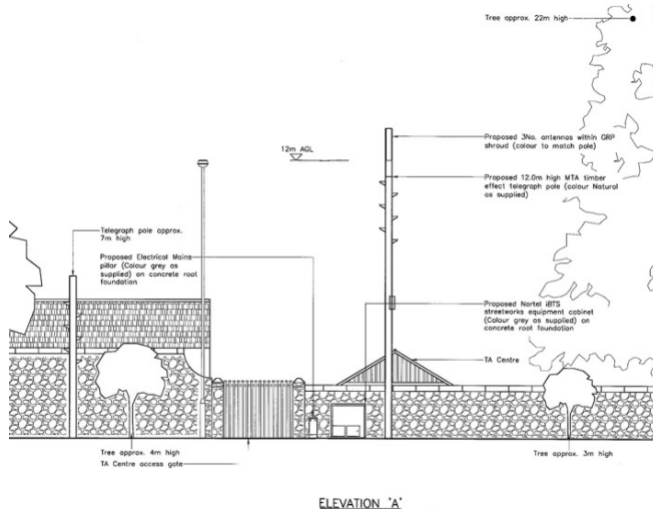 Tree approx. 22m high
Proposed 3No. antennas within GRP
shroud (colour to match pole)
12m AGL
Proposed 12.0m high MTA timber
effect telegraph pole (colour Natural
as supplied)
Telegraph pole approx.
7m high
Proposed Electrical Mains
pillar (Colour grey as
supplied) on concrete root
foundation
Proposed Nortel iBTS
streetworks equipment cabinet
(Colour grey as supplied) on
concrete root foundation
TA Centre
Tree approx. 4m high
TA Centre access gate
Tree approx. 3m high
ELEVATION 'A'